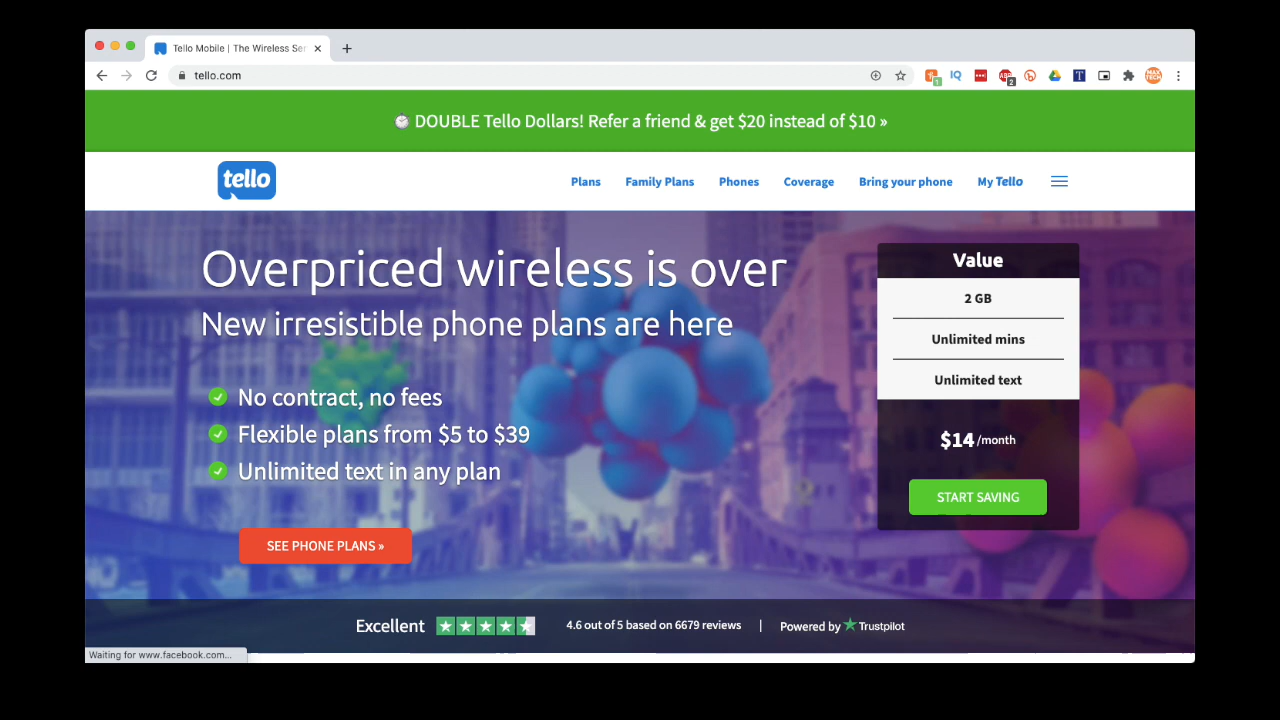 Tello Mobile | The Wireless Ser
tello.com
DOUBLE Tello Dollars! Refer a friend & get $20 instead of $10 »
tello
Plans Family Plans Phones Coverage Bring your phone My Tello
Overpriced wireless is over
New irresistible phone plans are here
No contract, no fees
Flexible plans from $5 to $39
Unlimited text in any plan
SEE PHONE PLANS »
Value
2 GB
Unlimited mins
Unlimited text
$14 /month
START SAVING
Excellent 4.6 out of 5 based on 6679 reviews | Powered by Trustpilot
Waiting for www.facebook.com...